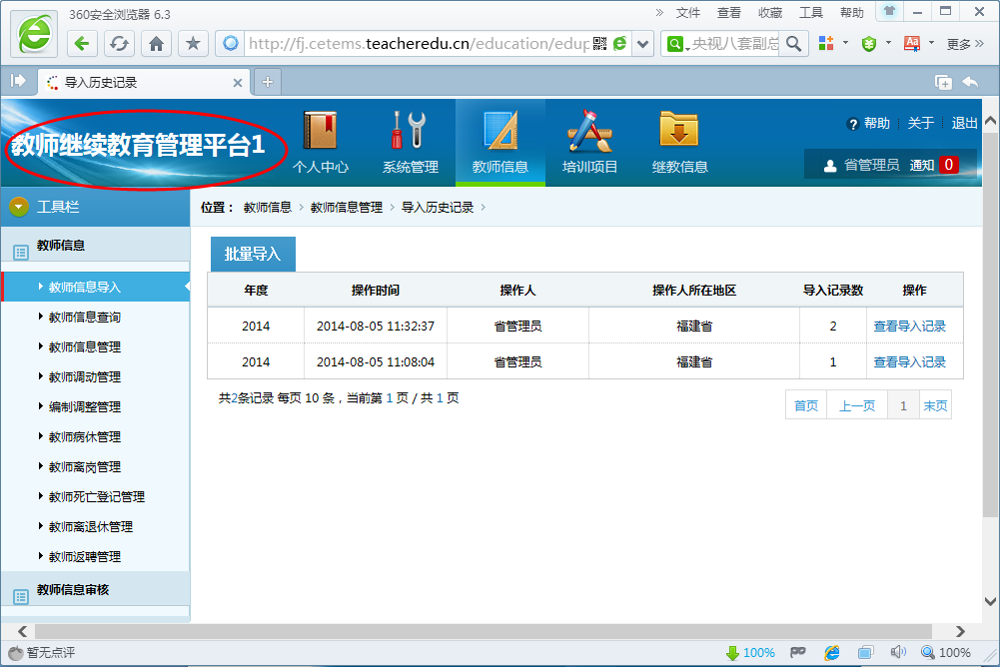 360安全浏览器 6.3
» 文件 查看 收藏 工具 帮助
http://fj.cetems.teacheredu.cn/education/edup
央视八套副总
更多 »
导入历史记录
教师继续教育管理平台1
个人中心 系统管理 教师信息 培训项目 继教信息
? 帮助 关于 退出
省管理员 通知 0
工具栏
位置： 教师信息 > 教师信息管理 > 导入历史记录 >
教师信息
教师信息导入
教师信息查询
教师信息管理
教师调动管理
编制调整管理
教师病休管理
教师离岗管理
教师死亡登记管理
教师离退休管理
教师返聘管理
教师信息审核
批量导入
年度 操作时间 操作人 操作人所在地区 导入记录数 操作
2014 2014-08-05 11:32:37 省管理员 福建省 2 查看导入记录
2014 2014-08-05 11:08:04 省管理员 福建省 1 查看导入记录
共2条记录 每页 10 条，当前第 1 页 / 共 1 页
首页 上一页 1 末页
暂无点评
100%
100%